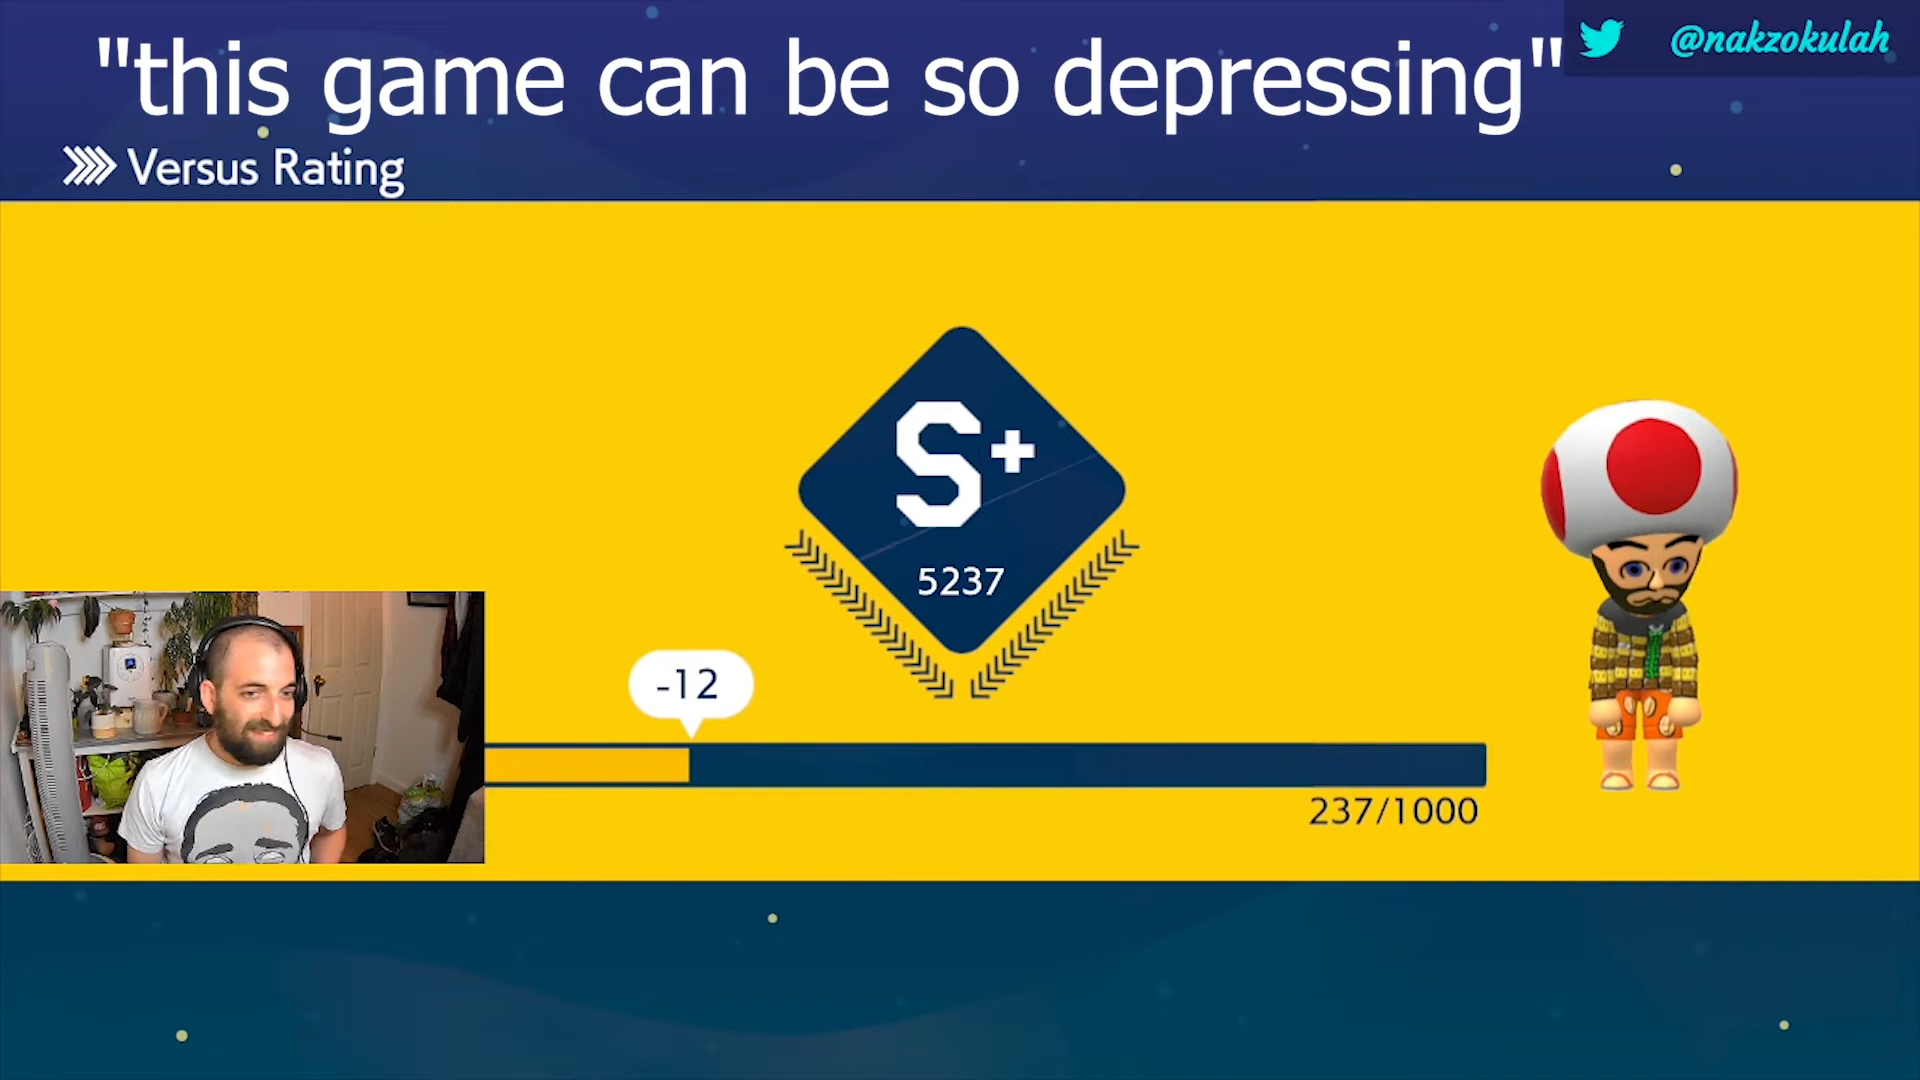 "this game can be so depressing"
@nakzokulah
Versus Rating
S+
5237
-12
237/1000